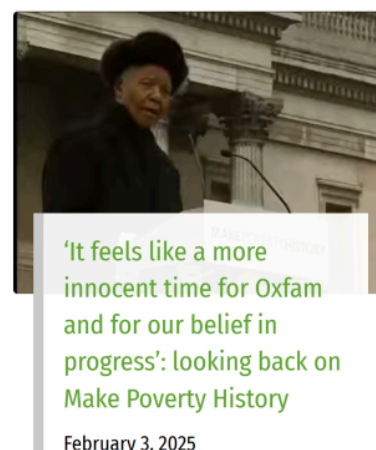 MAKEPOVERTYHISTORY
‘It feels like a more
innocent time for Oxfam
and for our belief in
progress’: looking back on
Make Poverty History
February 3, 2025